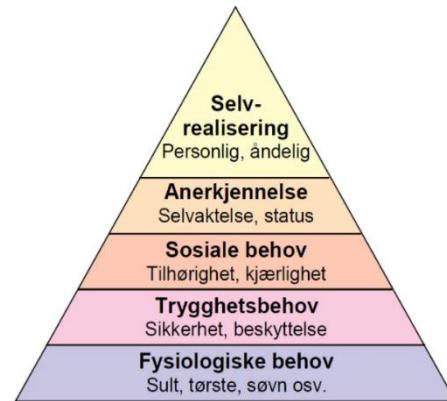 Selv-
realisering
Personlig, åndelig
Anerkjennelse
Selvaktelse, status
Sosiale behov
Tilhørighet, kjærlighet
Trygghetsbehov
Sikkerhet, beskyttelse
Fysiologiske behov
Sult, tørste, søvn osv.